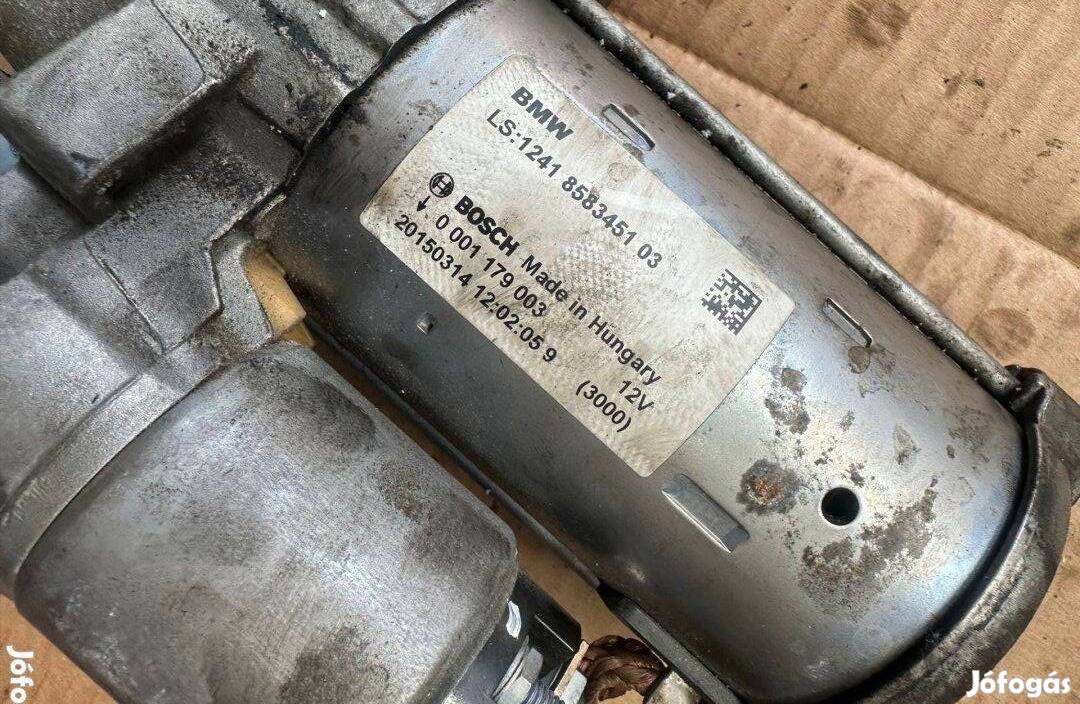 BMW
LS:1241 8583451 03
BOSCH Made in Hungary
0 001 179 003 12V
20150314 12:02:05 9 (3000)
Jófo
Jófogás